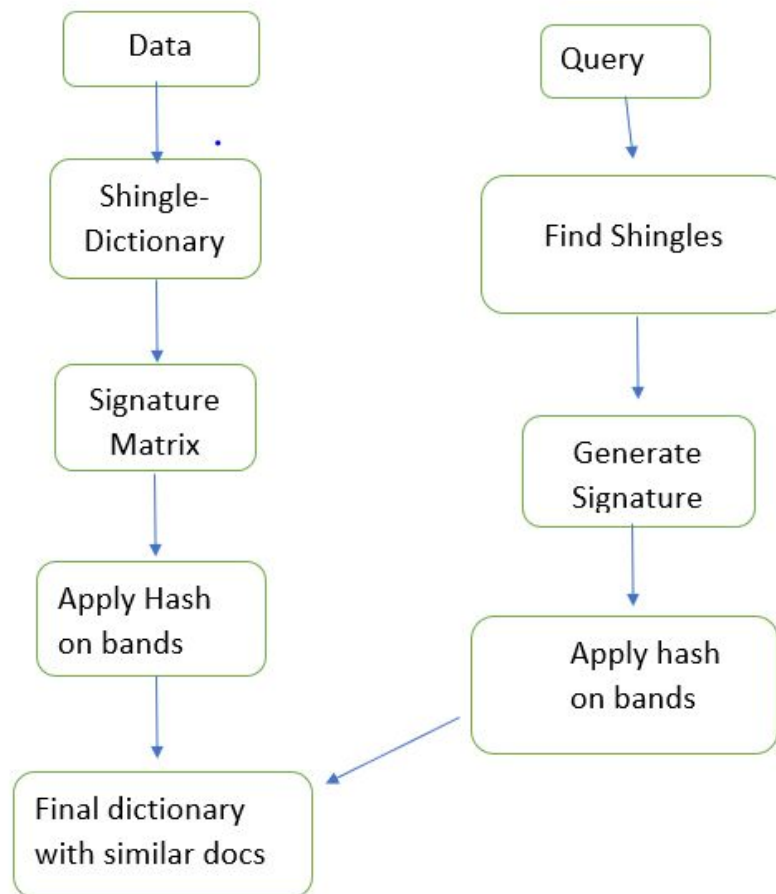 Data
Shingle-
Dictionary
Signature
Matrix
Apply Hash
on bands
Final dictionary
with similar docs
Query
Find Shingles
Generate
Signature
Apply hash
on bands